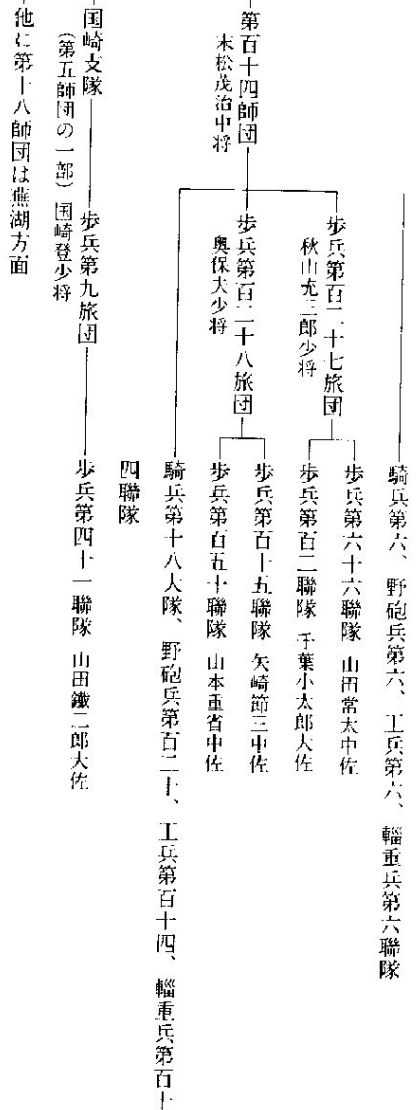 騎兵第六、野砲兵第六、工兵第六、輜重兵第六聯隊
第百十四師団
末松茂治中将
歩兵第百二十七旅団
秋山充三郎少将
歩兵第六十六聯隊 山田常太中佐
歩兵第百二聯隊 千葉小太郎大佐
歩兵第百二十八旅団
奥保夫少将
歩兵第百十五聯隊 矢崎節三中佐
歩兵第百五十聯隊 山本重省中佐
騎兵第十八大隊、野砲兵第百二十、工兵第百十四、輜重兵第百十
四聯隊
国崎支隊
(第五師団の一部)
歩兵第九旅団
国崎登少将
歩兵第四十一聯隊 山田鐵二郎大佐
他に第十八師団は蕪湖方面